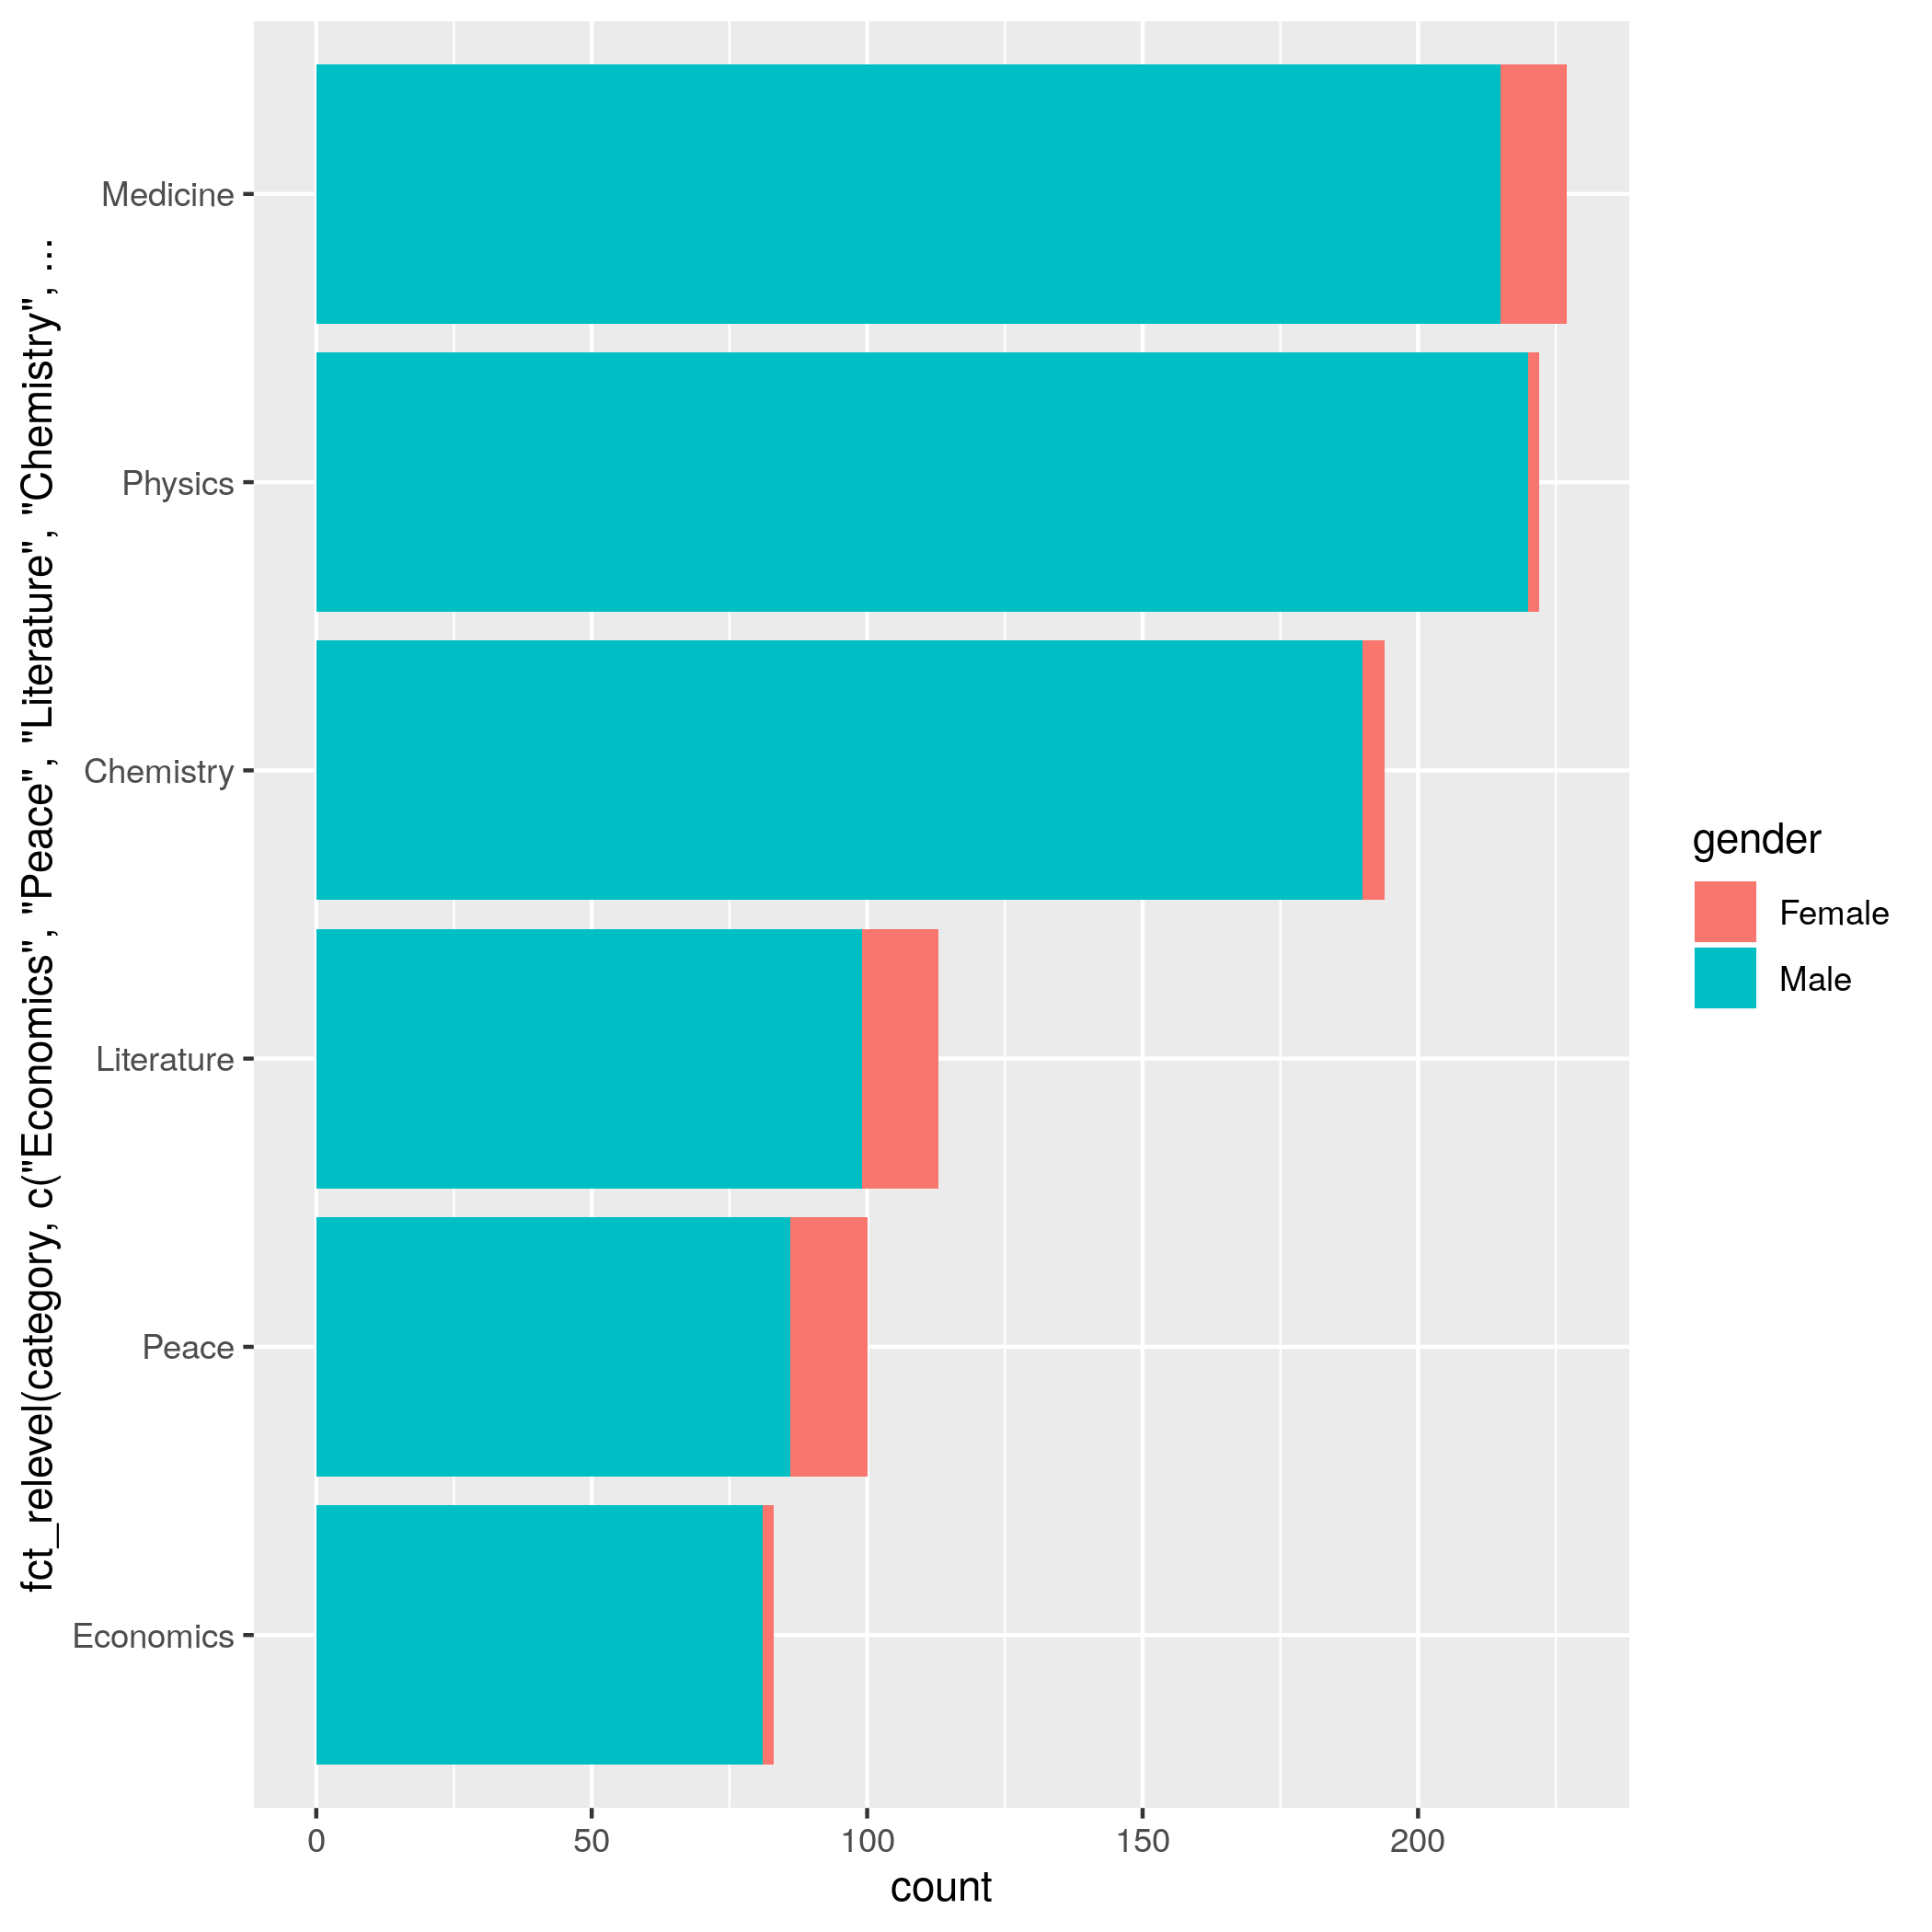 fct_relevel(category, c("Economics", "Peace", "Literature", "Chemistry", ...
Medicine
Physics
Chemistry
Literature
Peace
Economics
0 50 100 150 200
count
gender
Female
Male